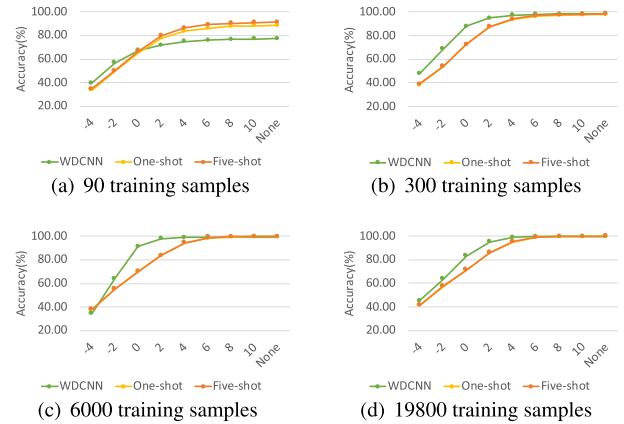 100.00 100.00
80.00 80.00
60.00 60.00
40.00 40.00
20.00 20.00
Accuracy(%) Accuracy(%)
-4 -2 0 2 4 6 8 10 None -4 -2 0 2 4 6 8 10 None
WDCNN One-shot Five-shot WDCNN One-shot Five-shot
(a) 90 training samples (b) 300 training samples
100.00 100.00
80.00 80.00
60.00 60.00
40.00 40.00
20.00 20.00
Accuracy(%) Accuracy(%)
-4 -2 0 2 4 6 8 10 None -4 -2 0 2 4 6 8 10 None
WDCNN One-shot Five-shot WDCNN One-shot Five-shot
(c) 6000 training samples (d) 19800 training samples